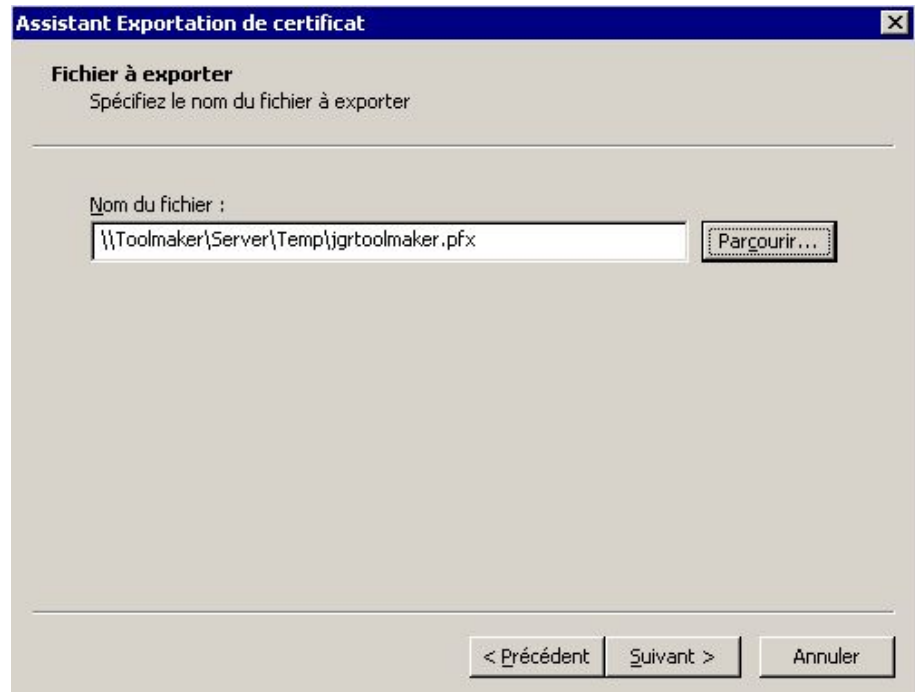 Assistant Exportation de certificat
Fichier à exporter
Spécifiez le nom du fichier à exporter
Nom du fichier :
\\Toolmaker\Server\Temp\jgrtoolmaker.pfx Parcourir...
< Précédent Suivant > Annuler